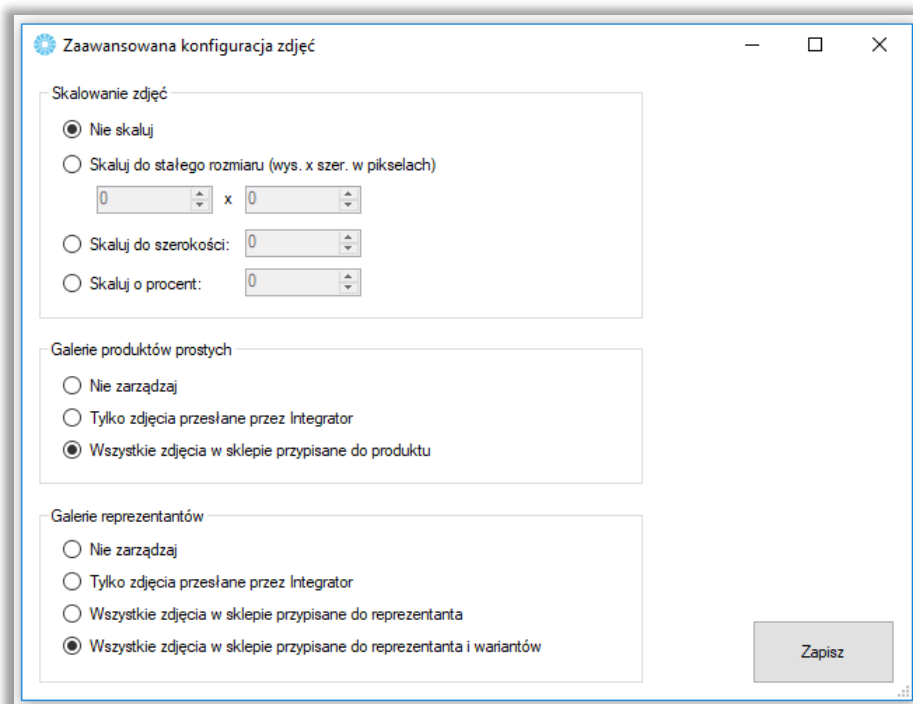 Zaawansowana konfiguracja zdjęć
Skalowanie zdjęć
Nie skaluj
Skaluj do stałego rozmiaru (wys. x szer. w pikselach)
0 x 0
Skaluj do szerokości: 0
Skaluj o procent: 0
Galerie produktów prostych
Nie zarządzaj
Tylko zdjęcia przesłane przez Integrator
Wszystkie zdjęcia w sklepie przypisane do produktu
Galerie reprezentantów
Nie zarządzaj
Tylko zdjęcia przesłane przez Integrator
Wszystkie zdjęcia w sklepie przypisane do reprezentanta
Wszystkie zdjęcia w sklepie przypisane do reprezentanta i wariantów
Zapisz